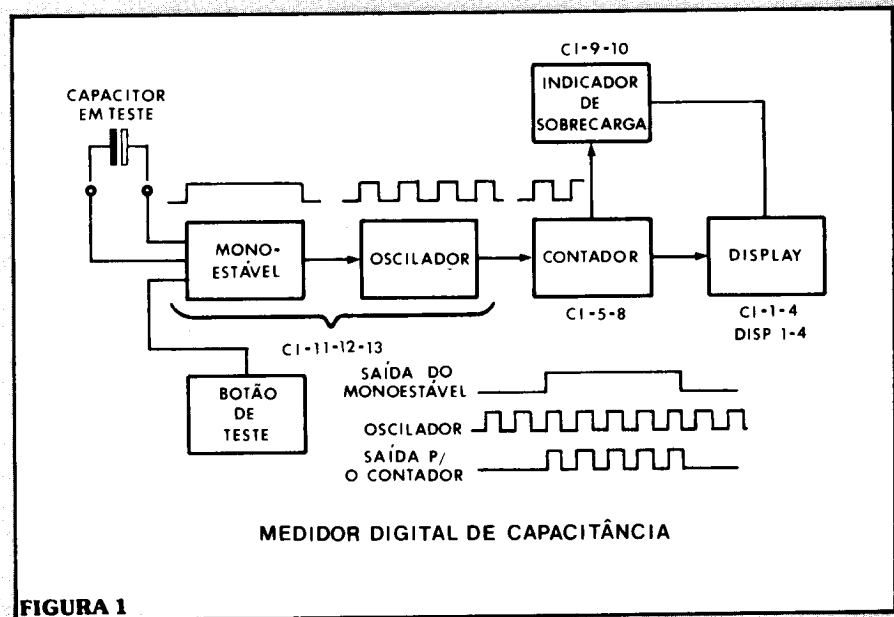 CI-9-10
INDICADOR
DE
SOBRECARGA
CAPACITOR
EM TESTE
MONO-
ESTÁVEL
OSCILADOR
CONTADOR
DISPLAY
CI-11-12-13
CI-5-8
CI-1-4
DISP 1-4
BOTÃO
DE
TESTE
SAÍDA DO
MONOESTÁVEL
OSCILADOR
SAÍDA P/
O CONTADOR
MEDIDOR DIGITAL DE CAPACITÂNCIA
FIGURA 1